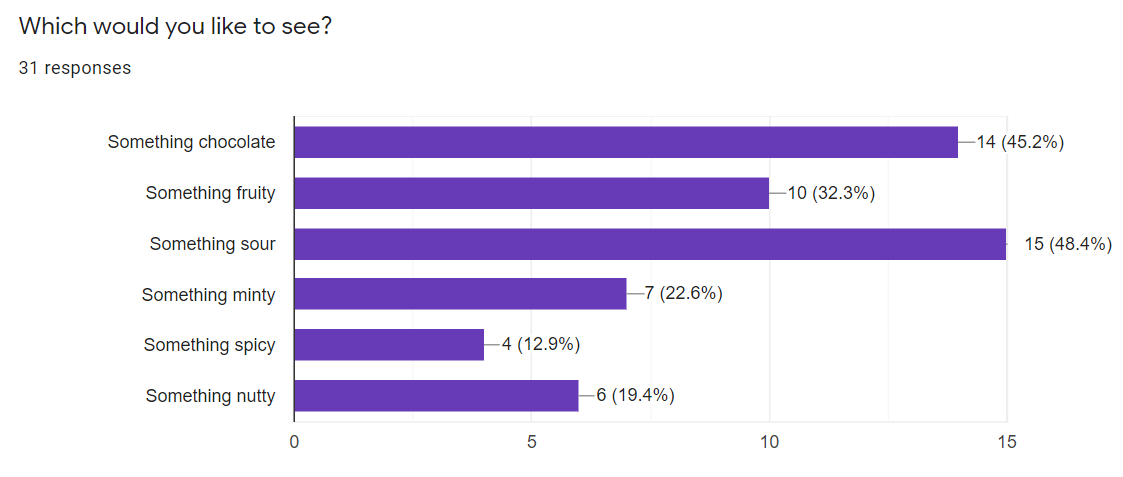 Which would you like to see?
31 responses
Something chocolate 14 (45.2%)
Something fruity 10 (32.3%)
Something sour 15 (48.4%)
Something minty 7 (22.6%)
Something spicy 4 (12.9%)
Something nutty 6 (19.4%)
0 5 10 15